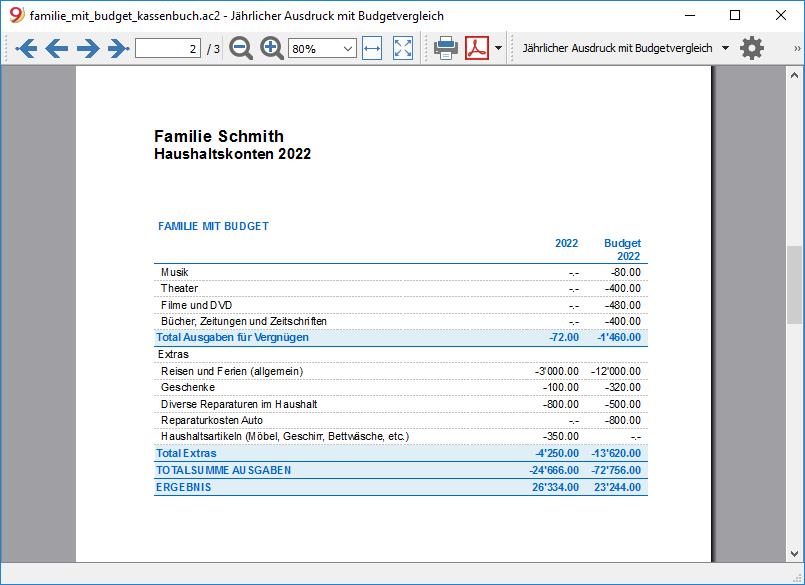 familie_mit_budget_kassenbuch.ac2 - Jährlicher Ausdruck mit Budgetvergleich
2 / 3 80% Jährlicher Ausdruck mit Budgetvergleich »
Familie Schmith
Haushaltskonten 2022
FAMILIE MIT BUDGET
2022 Budget
2022
Musik -.- -80.00
Theater -.- -400.00
Filme und DVD -.- -480.00
Bücher, Zeitungen und Zeitschriften -.- -400.00
Total Ausgaben für Vergnügen -72.00 -1'460.00
Extras
Reisen und Ferien (allgemein) -3'000.00 -12'000.00
Geschenke -100.00 -320.00
Diverse Reparaturen im Haushalt -800.00 -500.00
Reparaturkosten Auto -.- -800.00
Haushaltsartikeln (Möbel, Geschirr, Bettwäsche, etc.) -350.00 -.-
Total Extras -4'250.00 -13'620.00
TOTALSUMME AUSGABEN -24'666.00 -72'756.00
ERGEBNIS 26'334.00 23'244.00